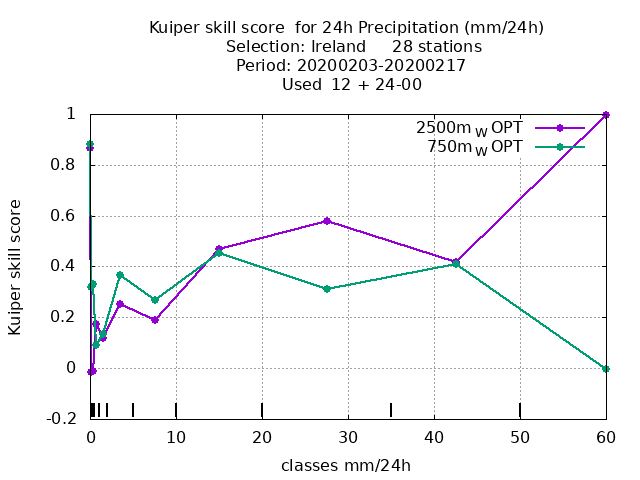 Kuiper skill score  for 24h Precipitation (mm/24h)
Selection: Ireland     28 stations
Period: 20200203-20200217
Used  12 + 24-00
2500m W OPT
750m W OPT
Kuiper skill score
1
0.8
0.6
0.4
0.2
0
-0.2
0 10 20 30 40 50 60
classes mm/24h